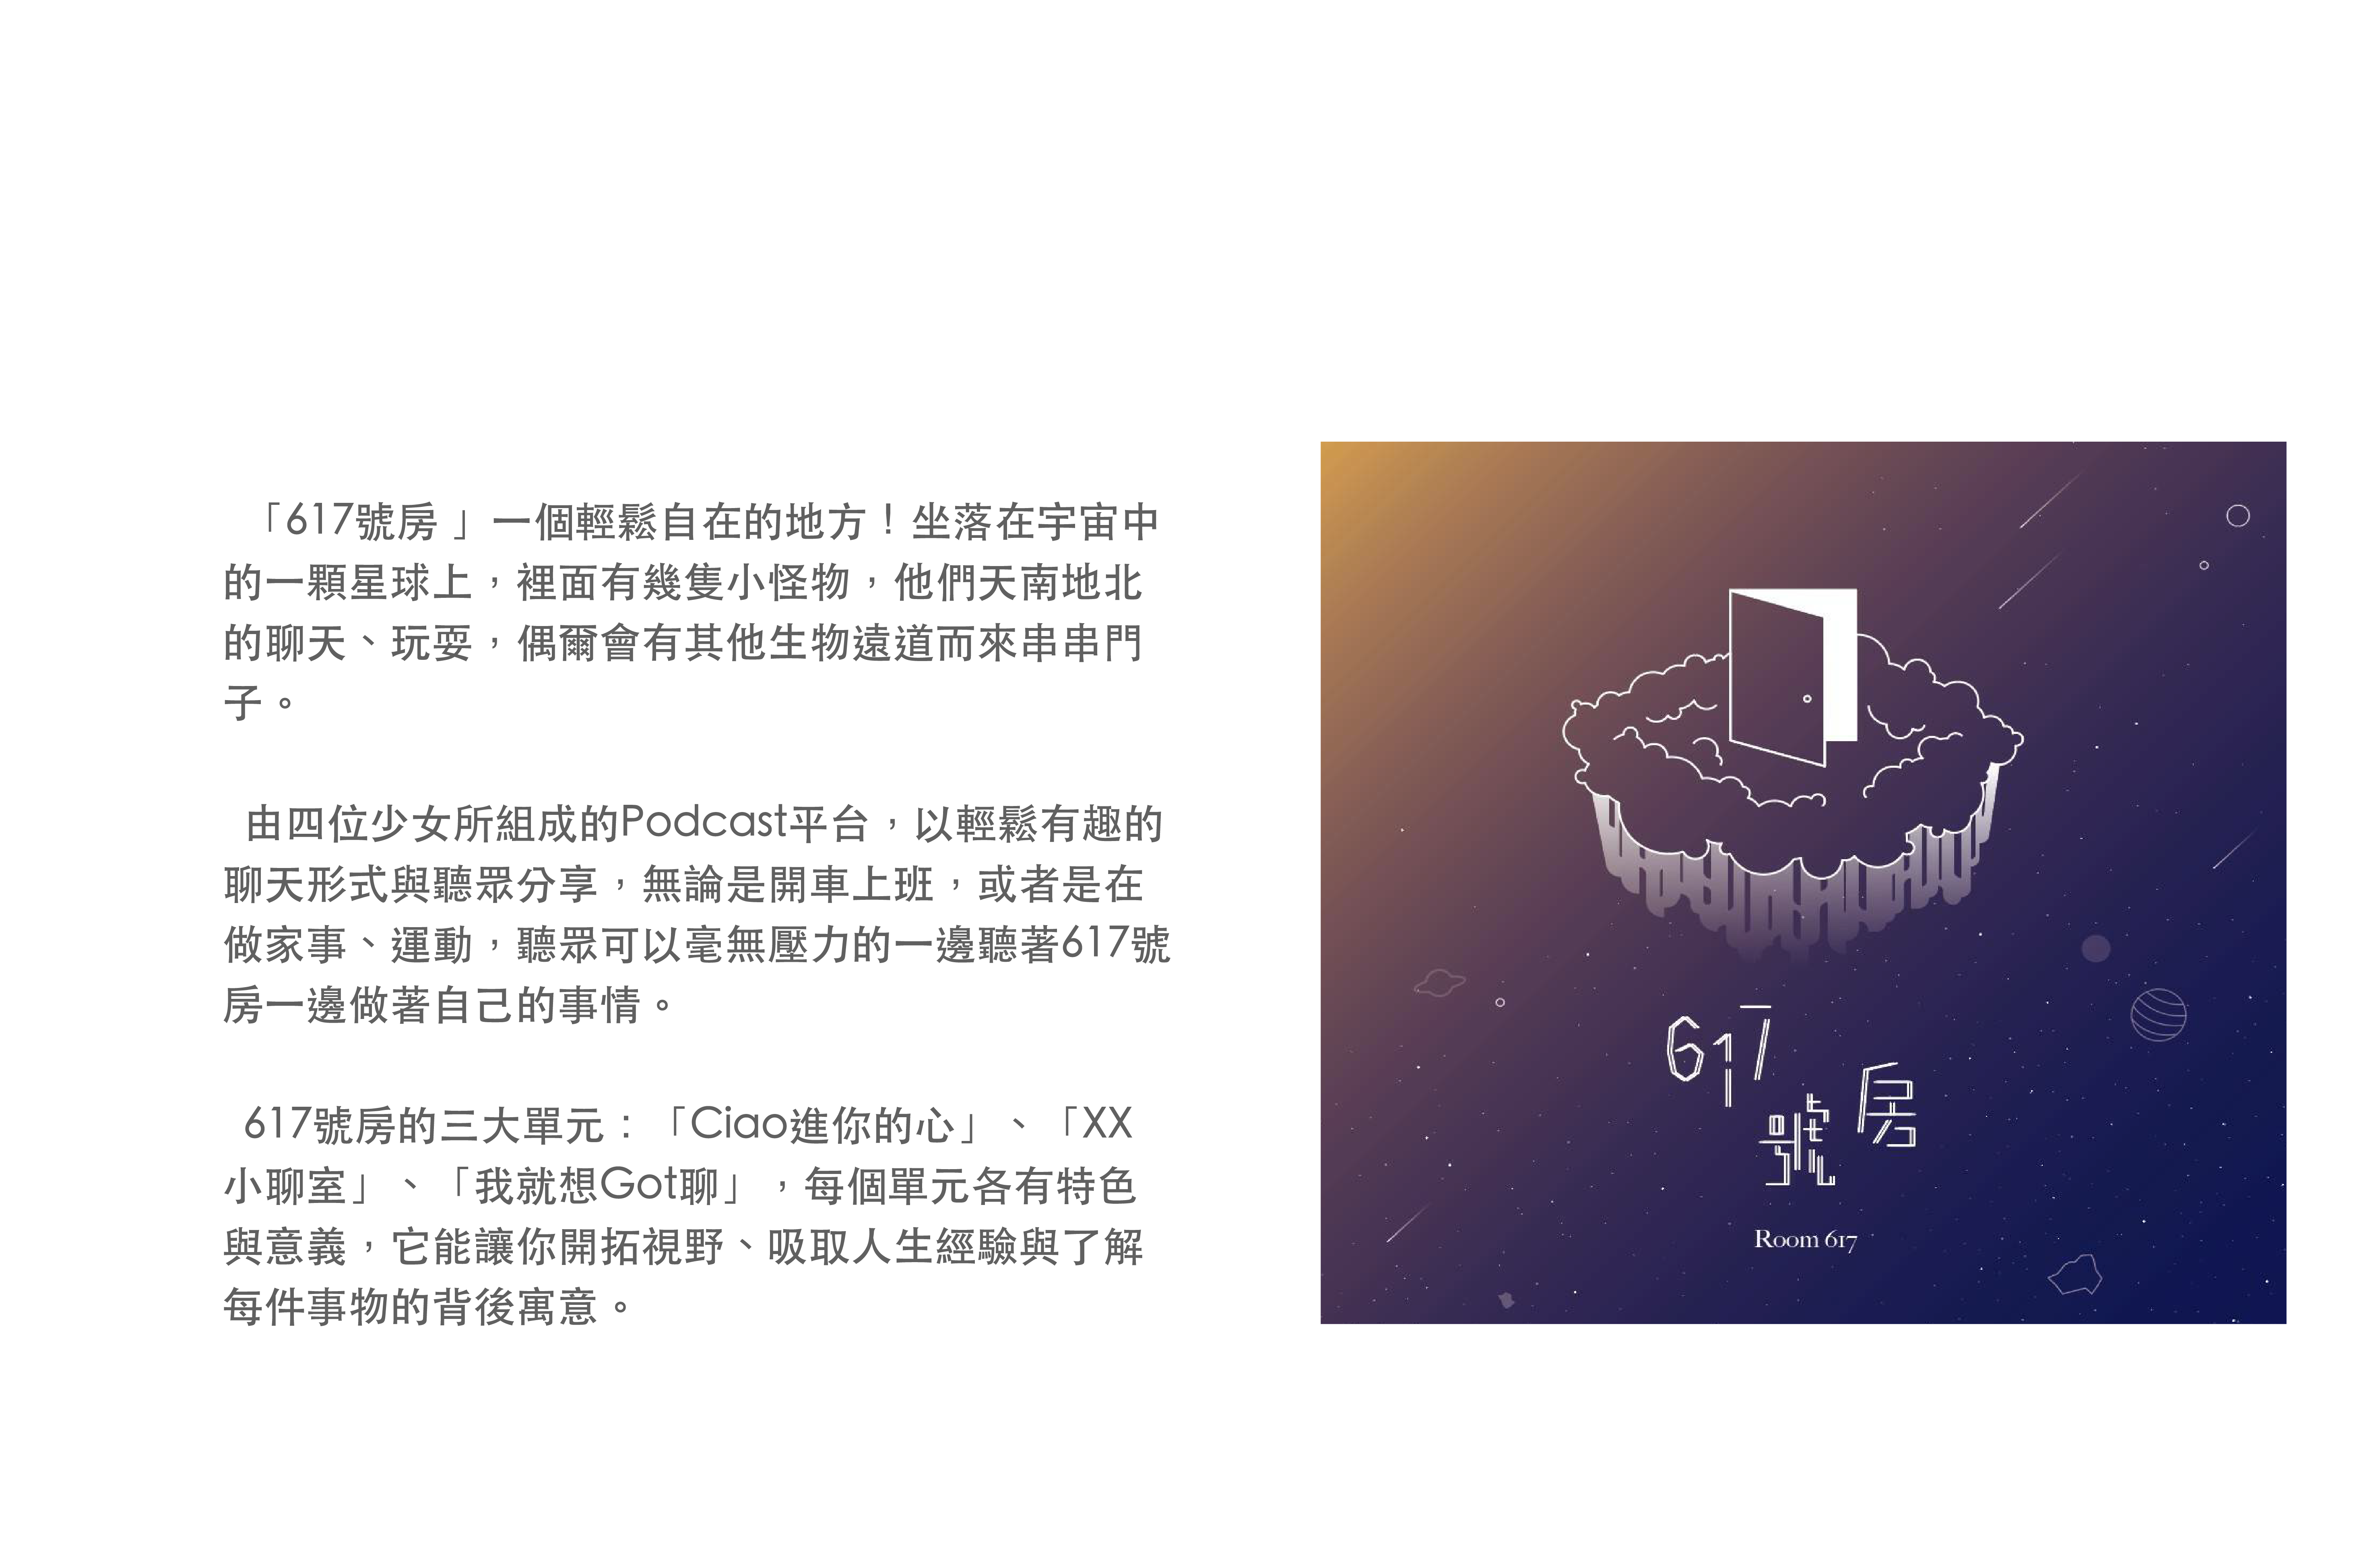 「617號房 」一個輕鬆自在的地方！坐落在宇宙中
的一顆星球上，裡面有幾隻小怪物，他們天南地北
的聊天、玩耍，偶爾會有其他生物遠道而來串串門
子。
由四位少女所組成的Podcast平台，以輕鬆有趣的
聊天形式與聽眾分享，無論是開車上班，或者是在
做家事、運動，聽眾可以毫無壓力的一邊聽著617號
房一邊做著自己的事情。
617號房的三大單元：「Ciao進你的心」、「XX
小聊室」、「我就想Got聊」，每個單元各有特色
與意義，它能讓你開拓視野、吸取人生經驗與了解
每件事物的背後寓意。
617
號房
Room 617